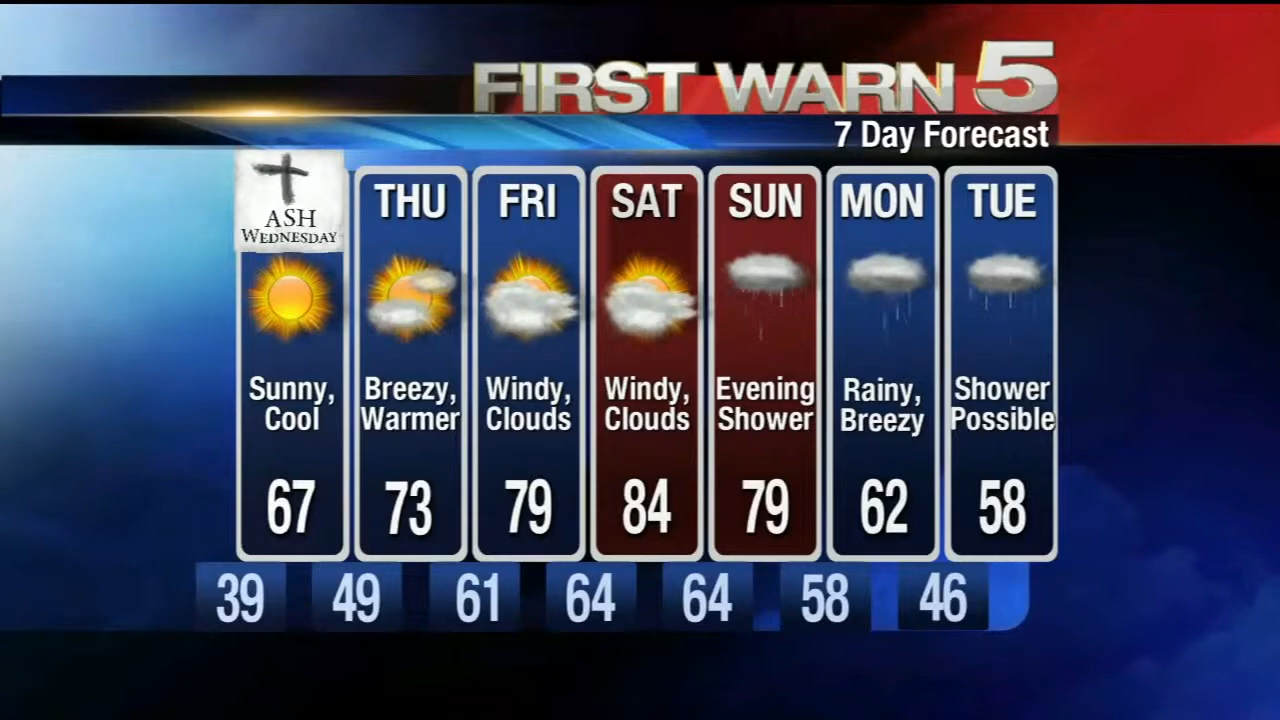 FIRST WARN 5
7 Day Forecast
ASH
WEDNESDAY
THU
FRI
SAT
SUN
MON
TUE
Sunny,
Cool
Breezy,
Warmer
Windy,
Clouds
Windy,
Clouds
Evening
Shower
Rainy,
Breezy
Shower
Possible
67
73
79
84
79
62
58
39
49
61
64
64
58
46